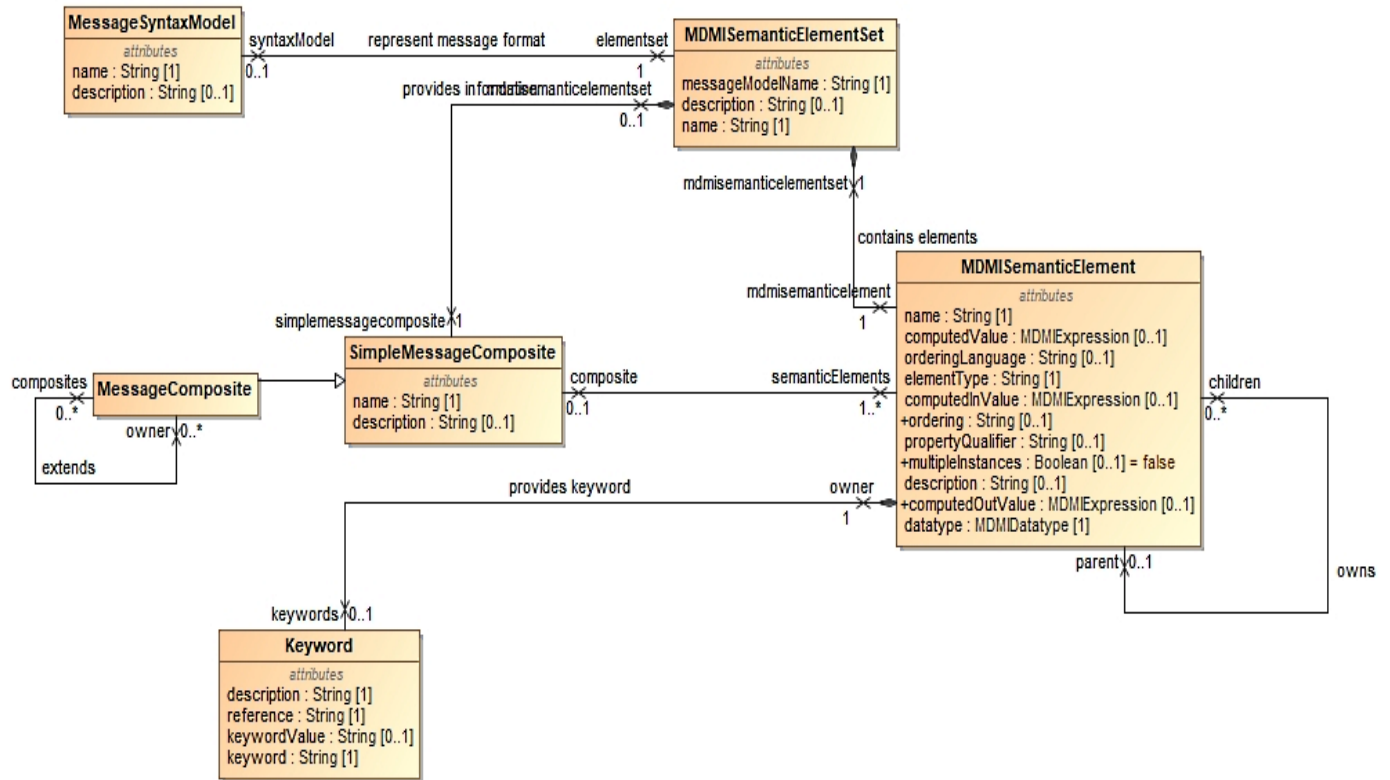 MessageSyntaxModel
attributes
name : String [1]
description : String [0..1]
syntaxModel
0..1
represent message format
elementset
1
MDMISemanticElementSet
attributes
messageModelName : String [1]
description : String [0..1]
name : String [1]
provides information
mdmisemanticelementset
0..1
mdmisemanticelementset
1
contains elements
mdmisemanticelement
1
MDMISemanticElement
attributes
name : String [1]
computedValue : MDMIExpression [0..1]
orderingLanguage : String [0..1]
elementType : String [1]
computedInValue : MDMIExpression [0..1]
+ordering : String [0..1]
propertyQualifier : String [0..1]
+multipleInstances : Boolean [0..1] = false
description : String [0..1]
+computedOutValue : MDMIExpression [0..1]
datatype : MDMIDatatype [1]
simplemessagecomposite
1
SimpleMessageComposite
attributes
name : String [1]
description : String [0..1]
composite
0..1
semanticElements
1..*
children
0..*
composites
0..*
MessageComposite
owner
0..*
extends
provides keyword
owner
1
parent
0..1
owns
keywords
0..1
Keyword
attributes
description : String [1]
reference : String [1]
keywordValue : String [0..1]
keyword : String [1]